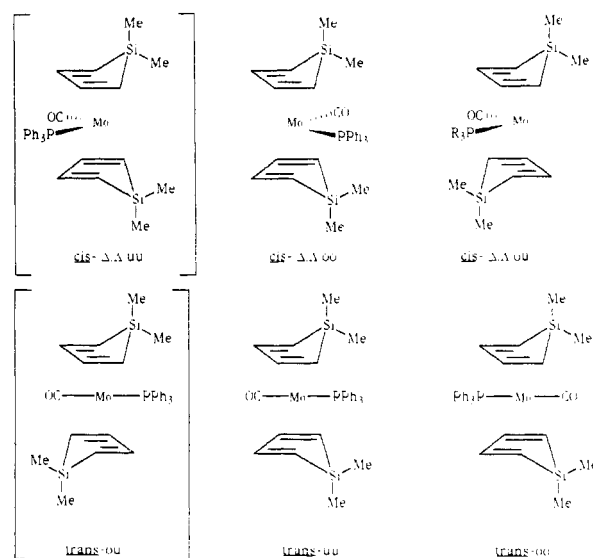 Me Me Me
Si Si Si
Me Me Me
OC Mo CO OC Mo
Ph₃P Mo PPh₃ R₃P
Me Me
Si Me Si Me Si
Me Me Me
cis- Δ,Λ uu cis- Δ,Λ oo cis- Δ,Λ ou
Me Me Me
Si Si Si
Me Me Me
OC Mo PPh₃ OC Mo PPh₃ Ph₃P Mo CO
Me Me Me
Si Si Si
Me Me Me
trans-ou trans-uu trans-oo